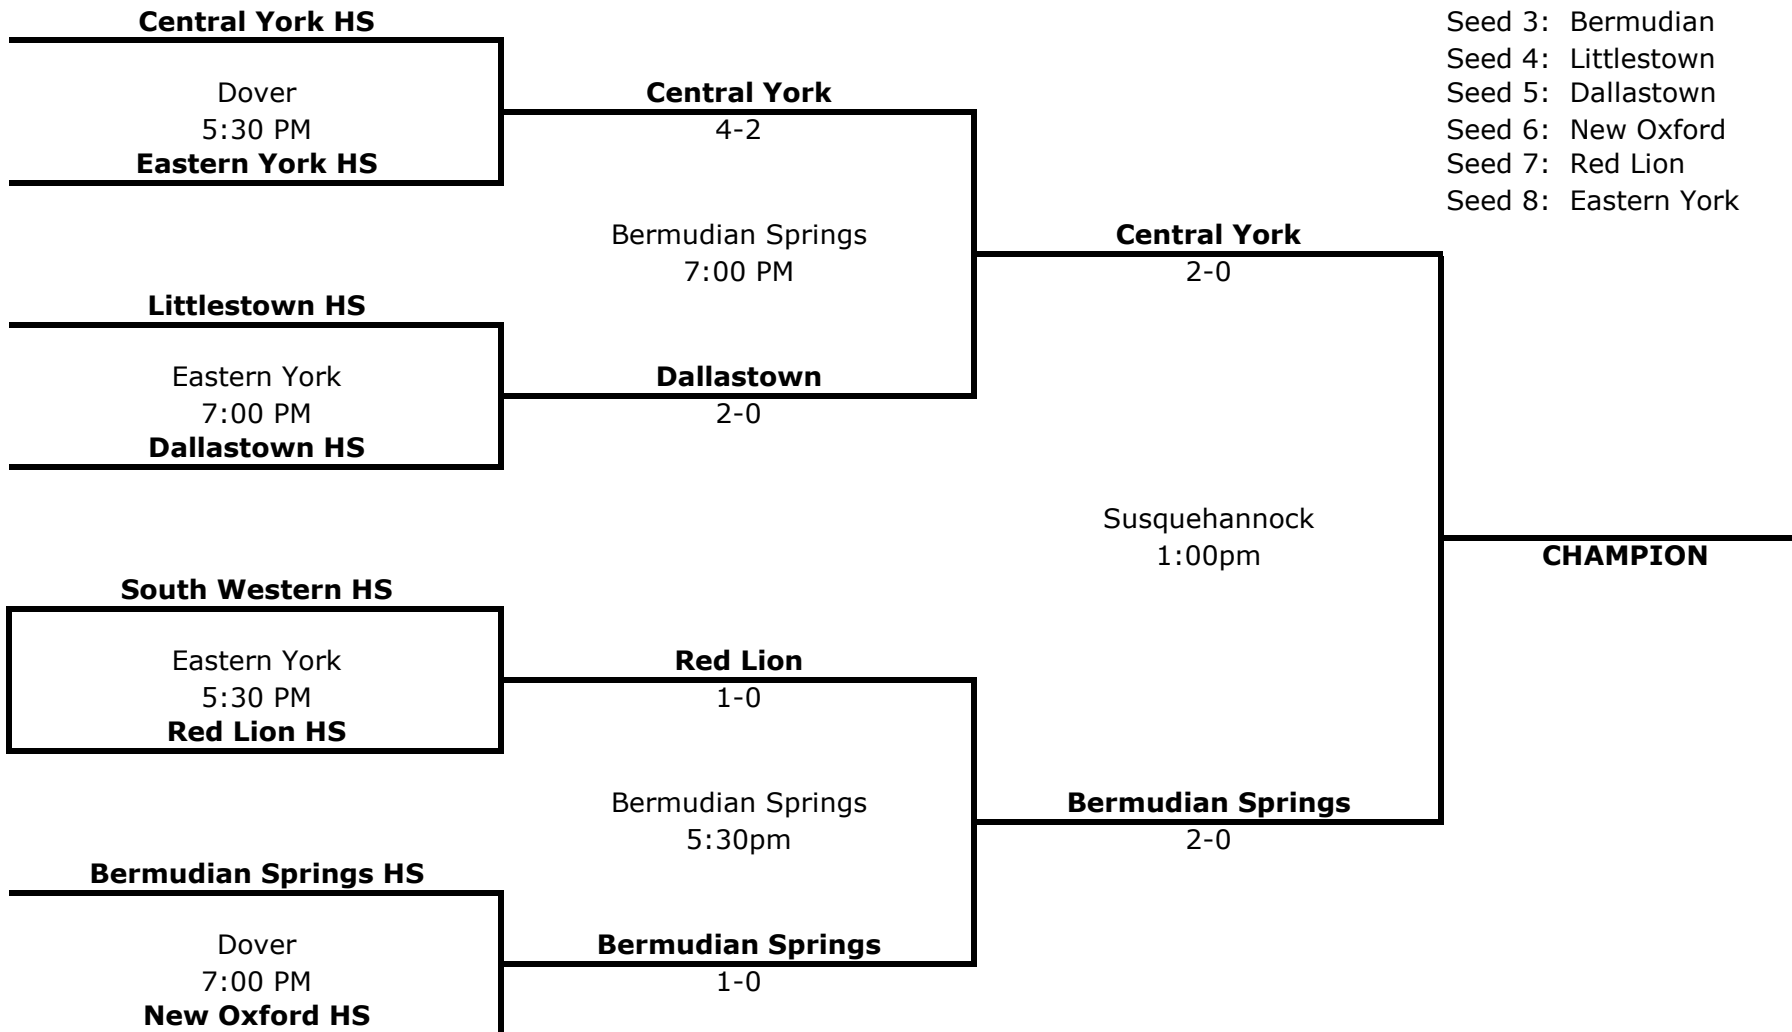 Central York HS
Seed 3: Bermudian
Seed 4: Littlestown
Dover
Central York
Seed 5: Dallastown
5:30 PM
4-2
Seed 6: New Oxford
Eastern York HS
Seed 7: Red Lion
Seed 8: Eastern York
Bermudian Springs
Central York
7:00 PM
2-0
Littlestown HS
Eastern York
Dallastown
7:00 PM
2-0
Dallastown HS
Susquehannock
1:00pm
CHAMPION
South Western HS
Eastern York
Red Lion
5:30 PM
1-0
Red Lion HS
Bermudian Springs
Bermudian Springs
5:30pm
2-0
Bermudian Springs HS
Dover
Bermudian Springs
7:00 PM
1-0
New Oxford HS